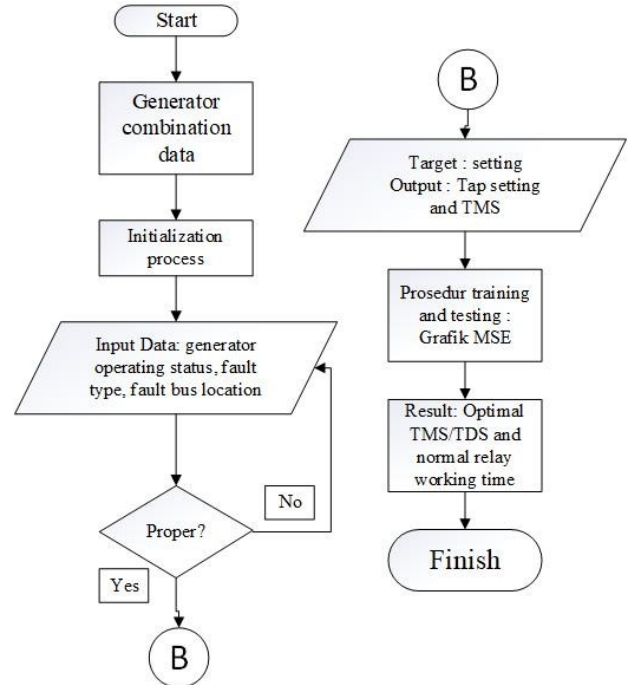 Start
Generator
combination
data
Initialization
process
Input Data: generator
operating status, fault
type, fault bus location
No
Proper?
Yes
B
B
Target : setting
Output : Tap setting
and TMS
Prosedur training
and testing :
Grafik MSE
Result: Optimal
TMS/TDS and
normal relay
working time
Finish